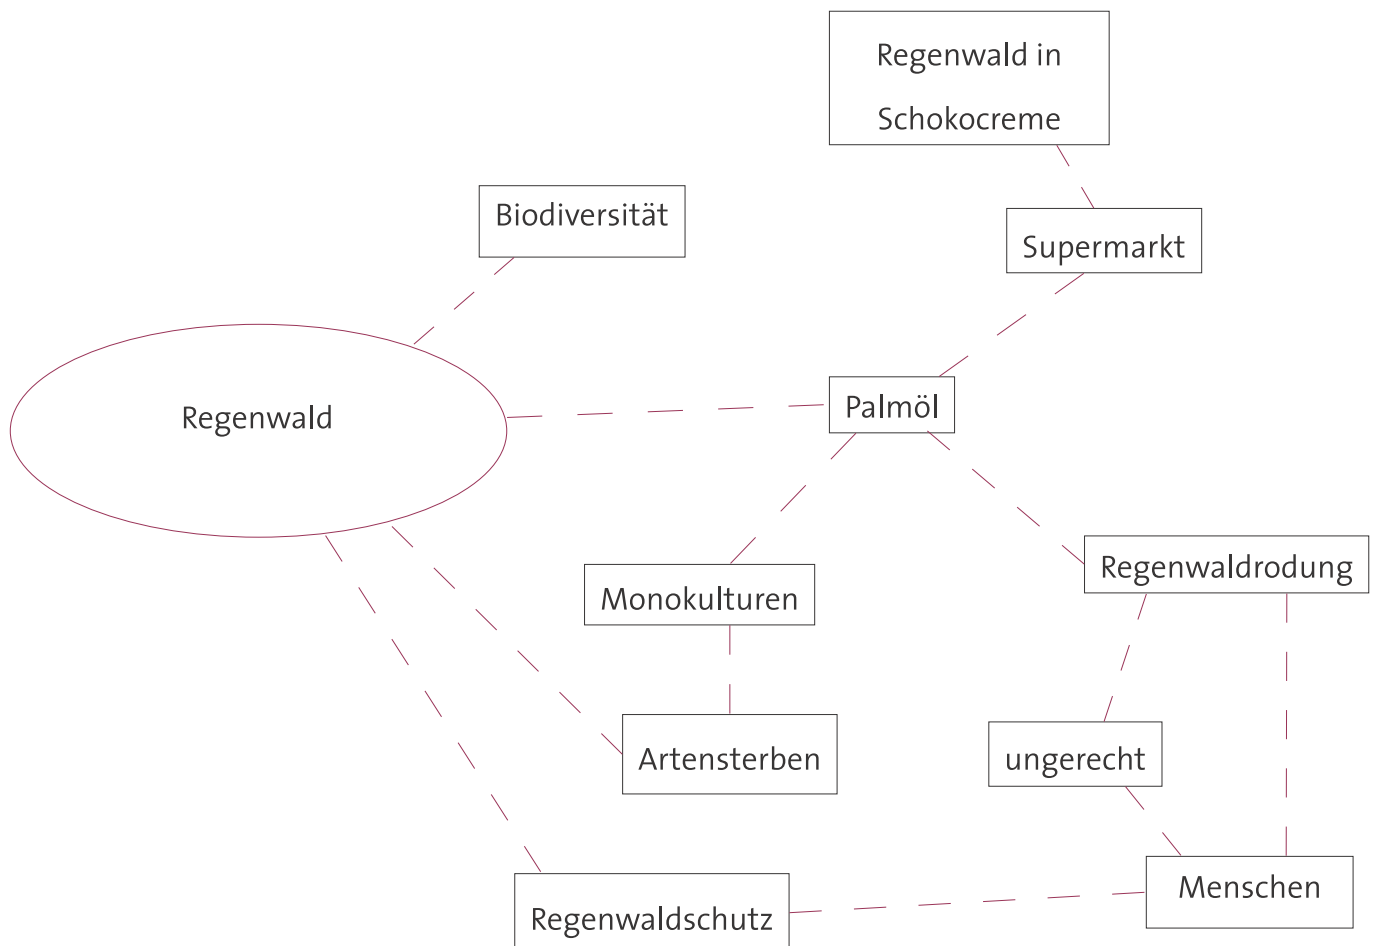 Regenwald in
Schokocreme
Biodiversität
Supermarkt
Regenwald
Palmöl
Regenwaldrodung
Monokulturen
Artensterben
ungerecht
Menschen
Regenwaldschutz